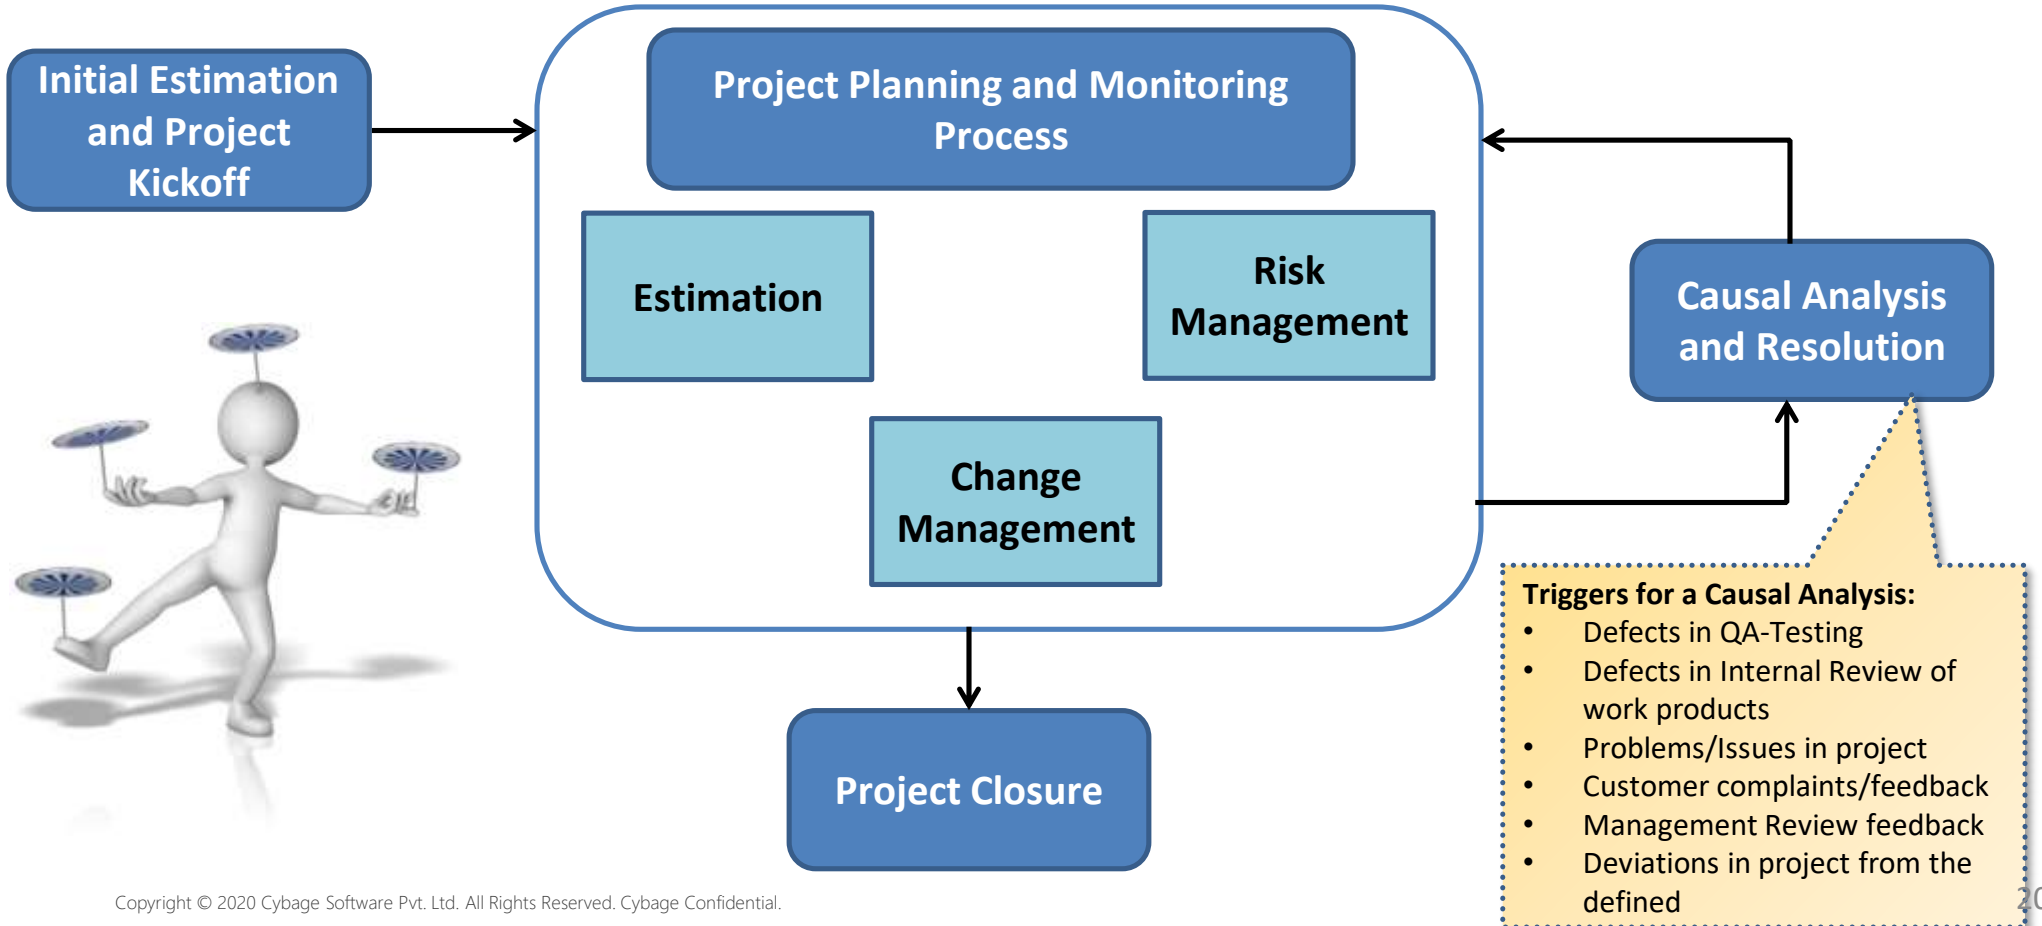 Initial Estimation
and Project
Kickoff
Project Planning and Monitoring
Process
Estimation
Risk
Management
Change
Management
Causal Analysis
and Resolution
Project Closure
Triggers for a Causal Analysis:
• Defects in QA-Testing
• Defects in Internal Review of
work products
• Problems/Issues in project
• Customer complaints/feedback
• Management Review feedback
• Deviations in project from the
defined
Copyright © 2020 Cybage Software Pvt. Ltd. All Rights Reserved. Cybage Confidential.
20